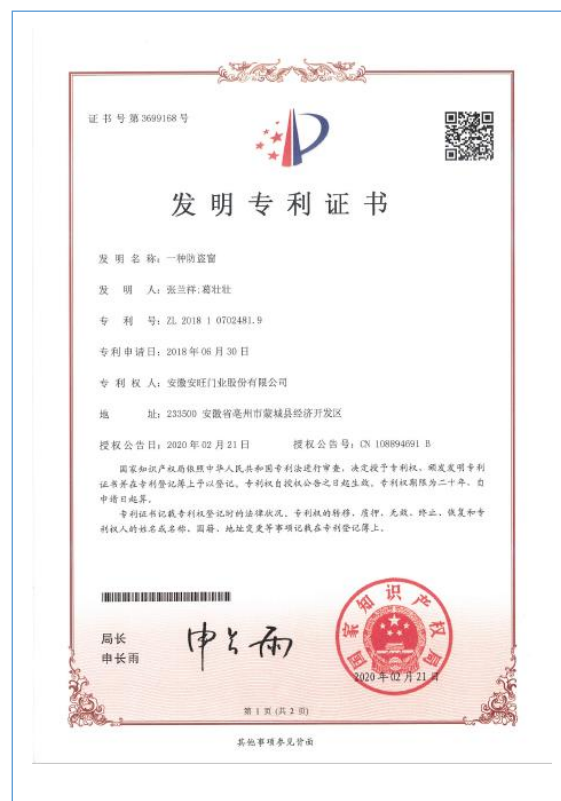 证书号第3699168号
发明专利证书
发 明 名 称：一种防盗窗
发 明 人：张兰样;葛壮壮
专 利 号：ZL 2018 1 0702481.9
专利申请日：2018年06月30日
专 利 权 人：安徽安旺门业股份有限公司
地 址：233500 安徽省亳州市蒙城县经济开发区
授权公告日：2020年02月21日 授权公告号：CN 108894691 B
国家知识产权局依照中华人民共和国专利法进行审查，决定授予专利权，颁发发明专利
证书并在专利登记簿上予以登记。专利权自授权公告之日起生效。专利权期限为二十年，自
申请日起算。
专利证书记载专利权登记时的法律状况。专利权的转移、质押、无效、终止、恢复和专
利权人的姓名或名称、国籍、地址变更等事项记载在专利登记簿上。
局长
申长雨
申长雨
国家知识产权局
2020年02月21日
第 1 页 (共 2 页)
其他事项参见背面